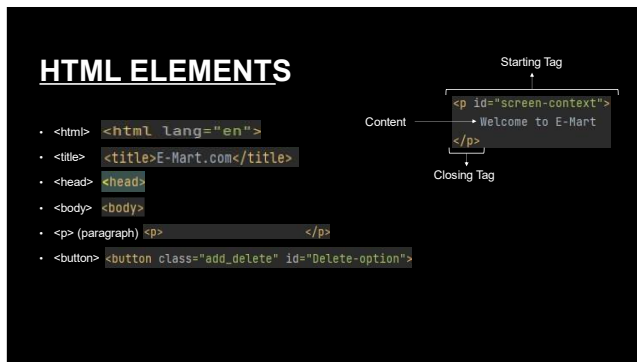 HTML ELEMENTS
• <html> <html lang="en">
• <title> <title>E-Mart.com</title>
• <head> <head>
• <body> <body>
• <p> (paragraph) <p> </p>
• <button> <button class="add_delete" id="Delete-option">
Starting Tag
<p id="screen-context">
Content Welcome to E-Mart
</p>
Closing Tag